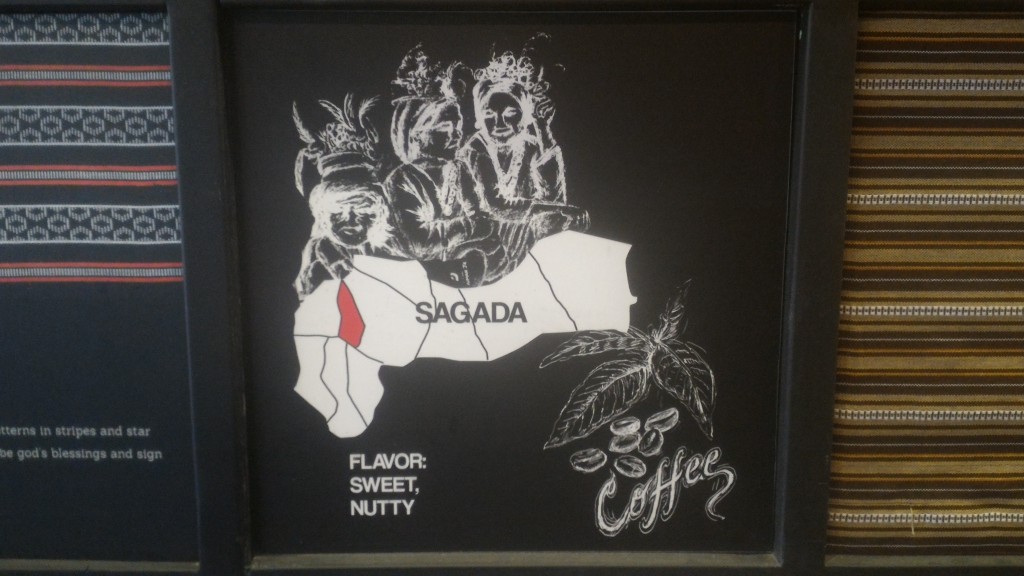 tterns in stripes and star
be god's blessings and sign
SAGADA
FLAVOR:
SWEET,
NUTTY
Coffee